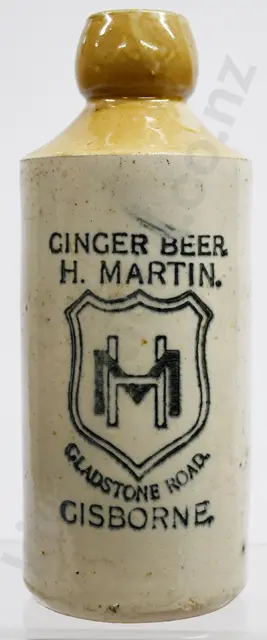 GINGER BEER
H. MARTIN.
HM
GLADSTONE ROAD.
GISBORNE.